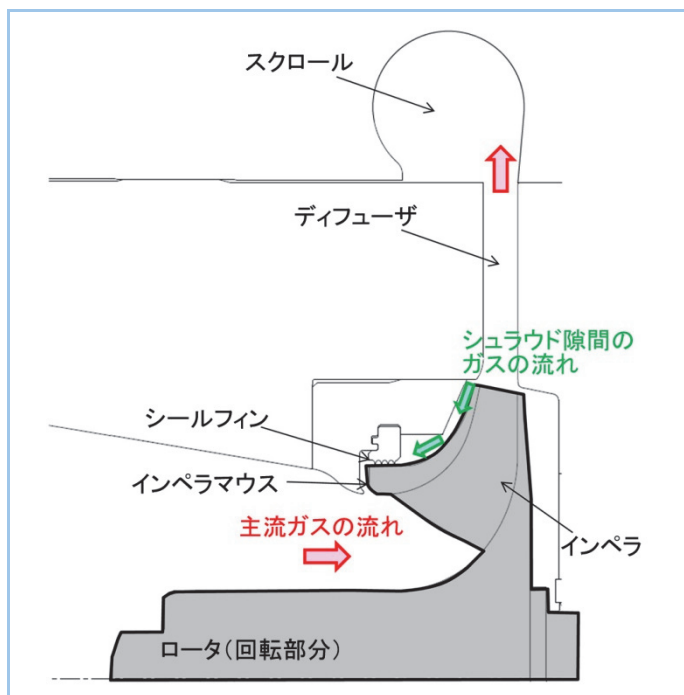 スクロール
ディフューザ
シュラウド隙間の
ガスの流れ
シールフィン
インペラマウス
主流ガスの流れ
インペラ
ロータ(回転部分)